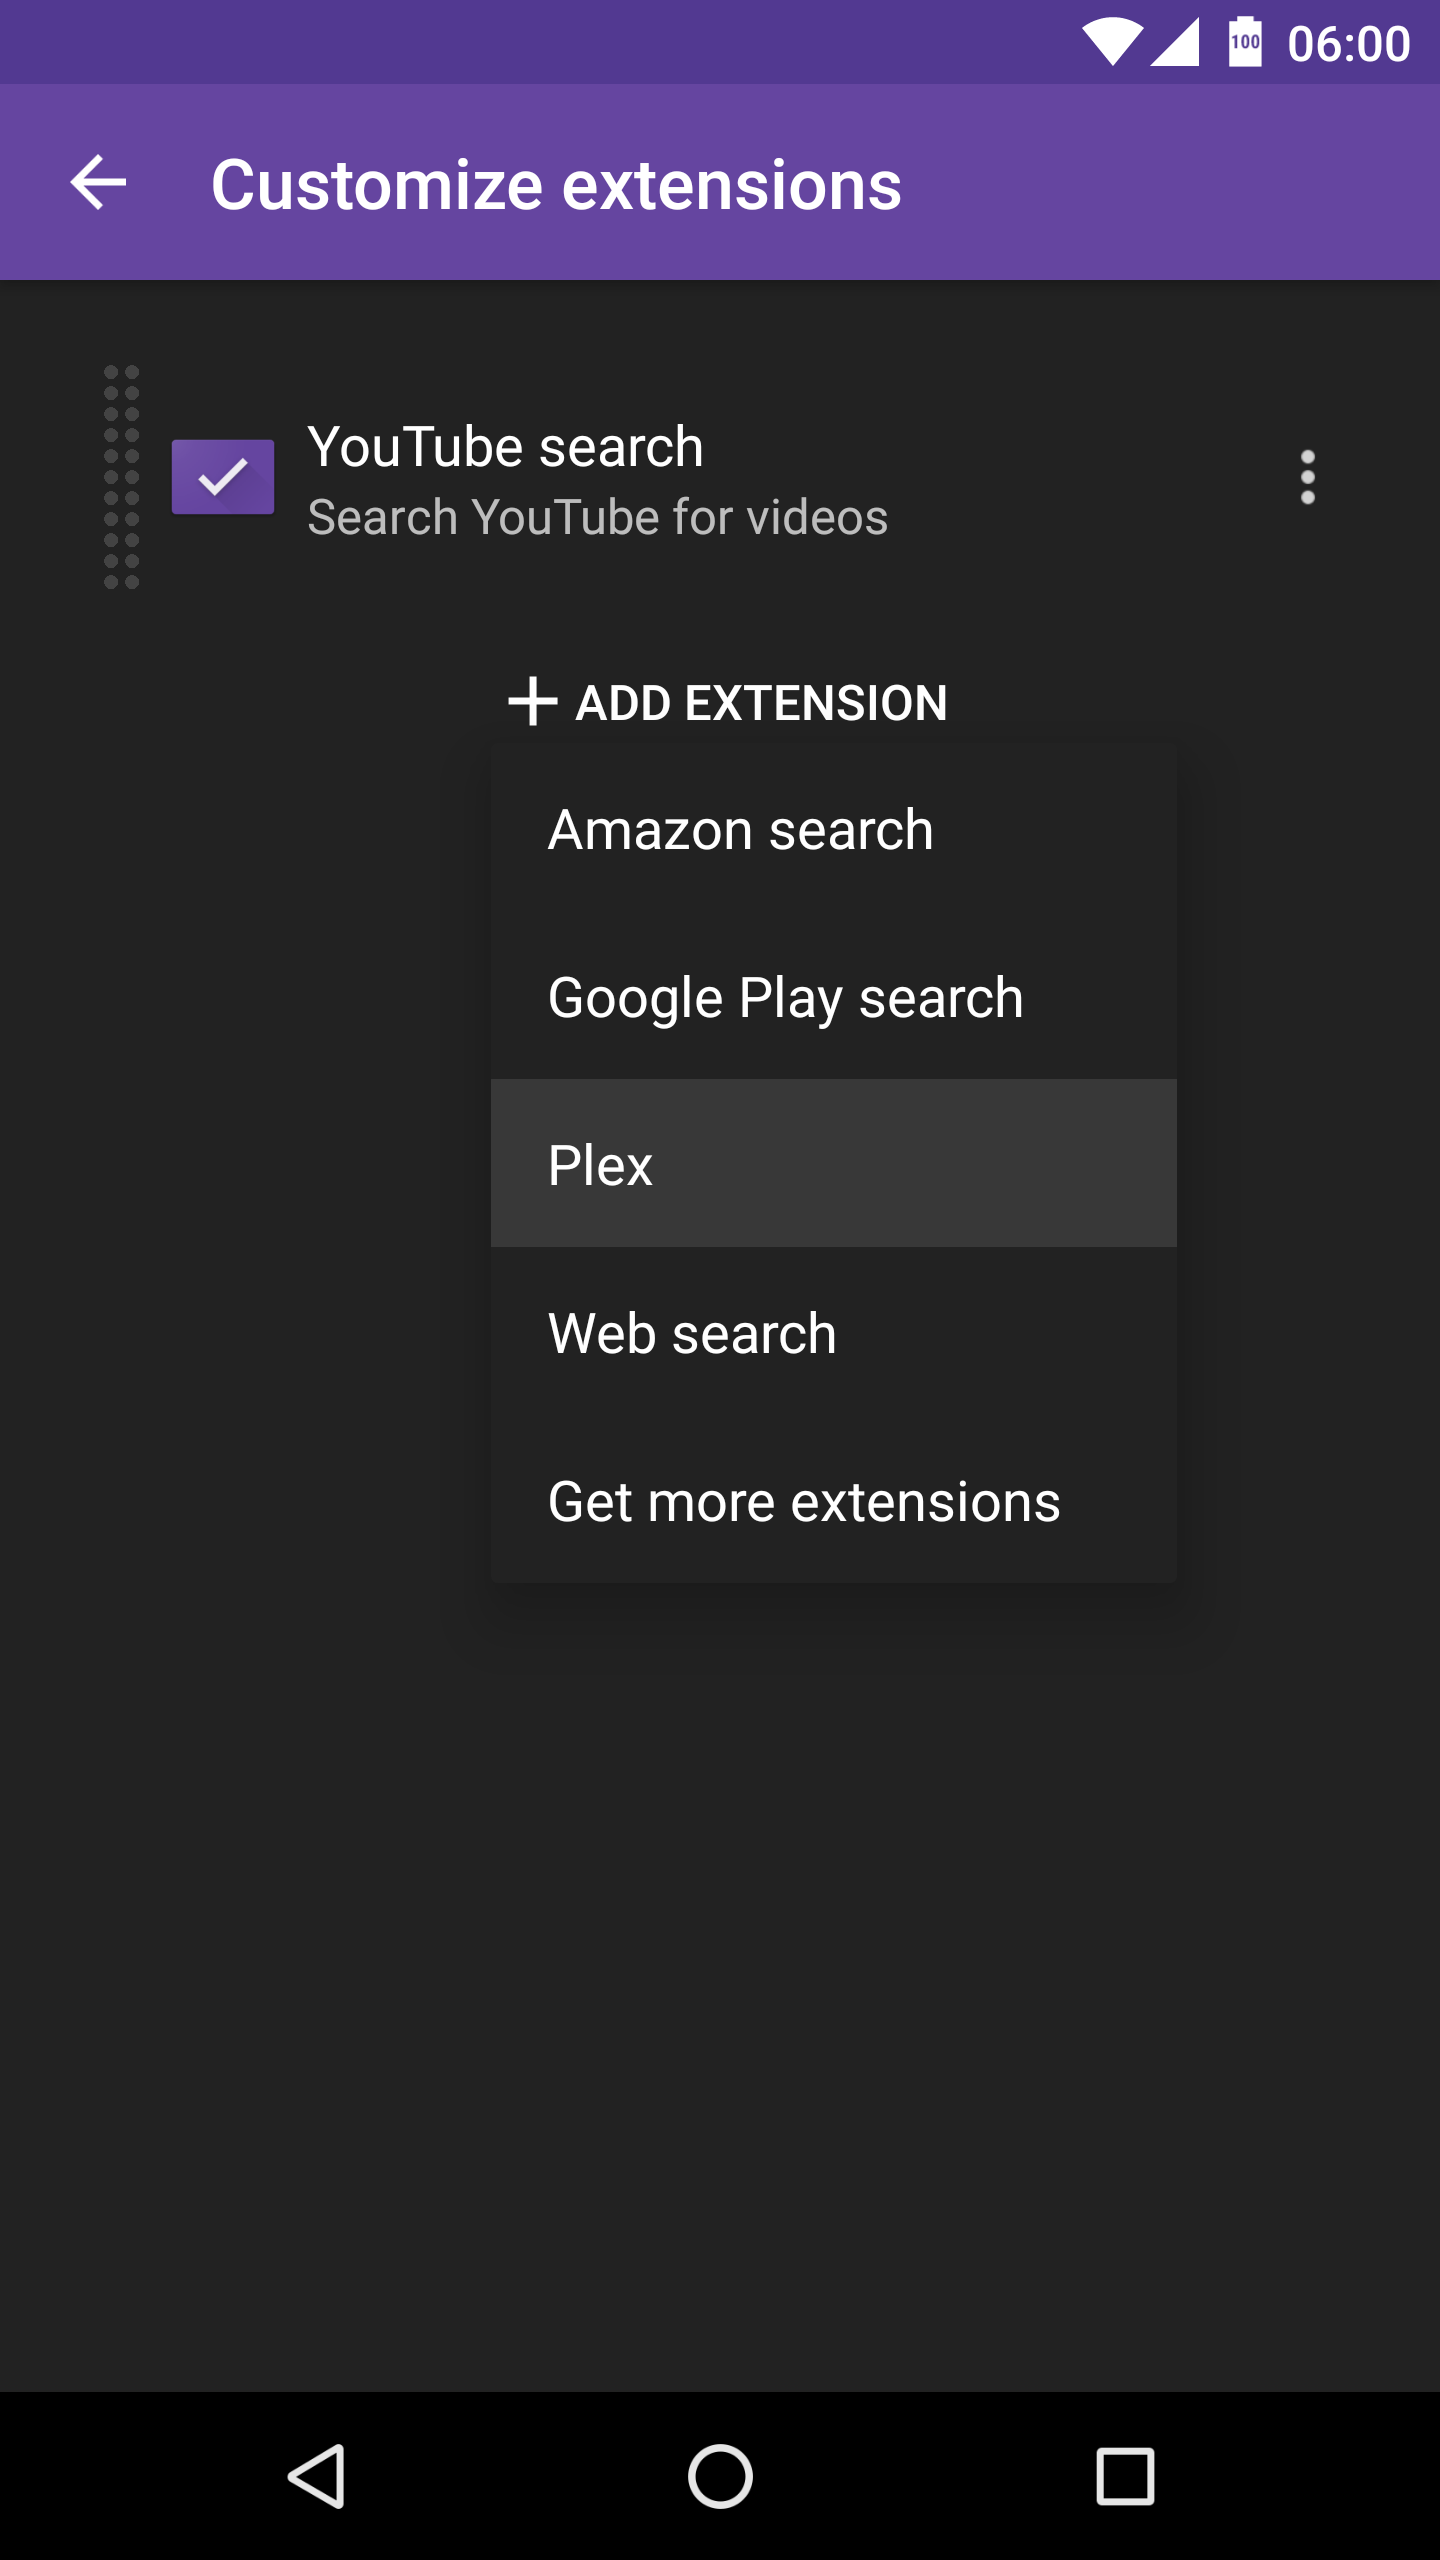 100 06:00
Customize extensions
YouTube search
Search YouTube for videos
ADD EXTENSION
Amazon search
Google Play search
Plex
Web search
Get more extensions